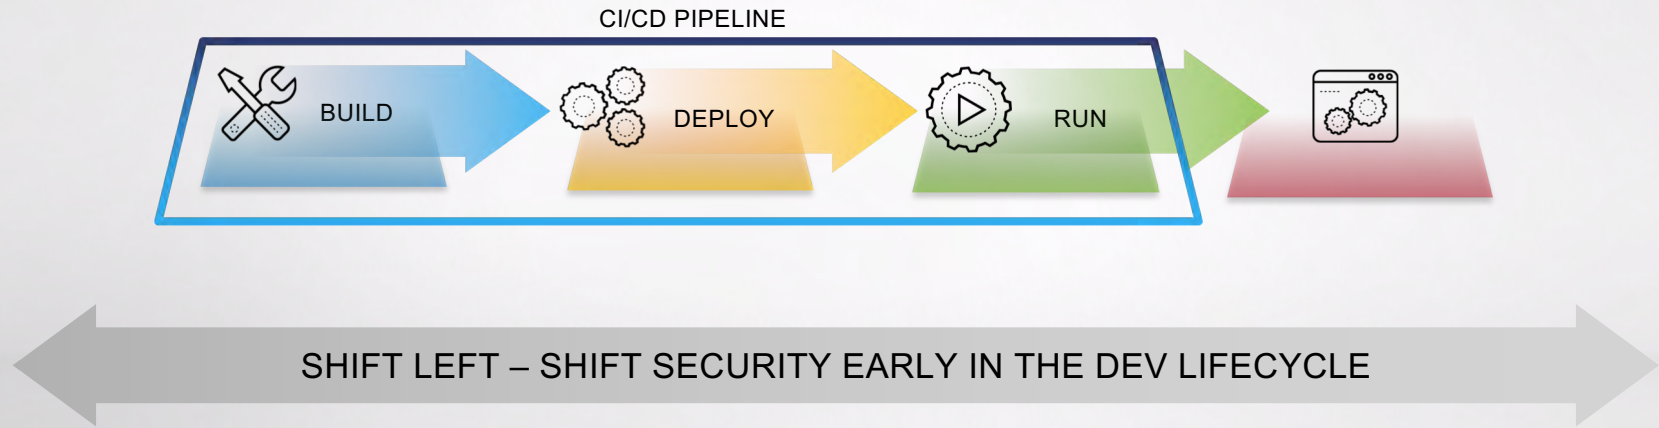 CI/CD PIPELINE
BUILD
DEPLOY
RUN
SHIFT LEFT – SHIFT SECURITY EARLY IN THE DEV LIFECYCLE